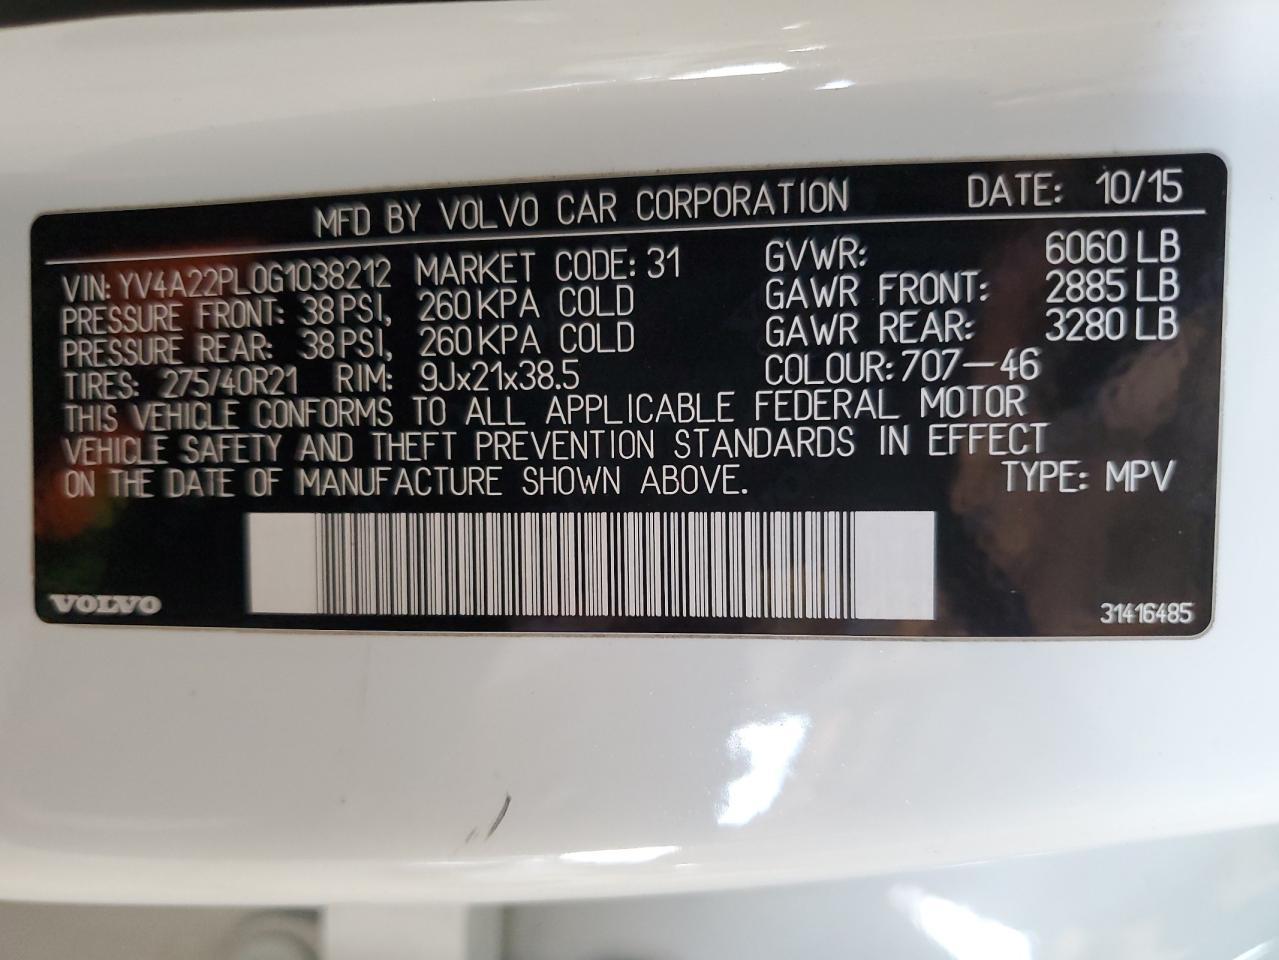 MFD BY VOLVO CAR CORPORATION DATE: 10/15
VIN: YV4A22PL0G1038212 MARKET CODE: 31 GVWR: 6060 LB
PRESSURE FRONT: 38 PSI, 260 KPA COLD GAWR FRONT: 2885 LB
PRESSURE REAR: 38 PSI, 260 KPA COLD GAWR REAR: 3280 LB
TIRES: 275/40R21 RIM: 9Jx21x38.5 COLOUR: 707-46
THIS VEHICLE CONFORMS TO ALL APPLICABLE FEDERAL MOTOR
VEHICLE SAFETY AND THEFT PREVENTION STANDARDS IN EFFECT
ON THE DATE OF MANUFACTURE SHOWN ABOVE. TYPE: MPV
VOLVO 31416485